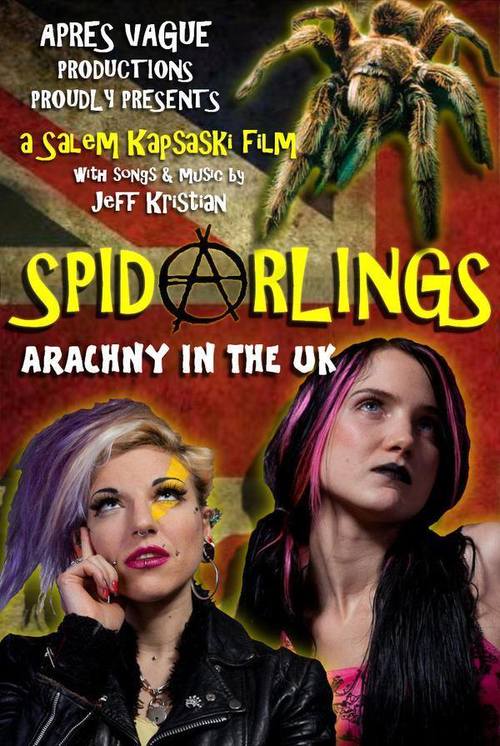 APRES VAGUE
PRODUCTIONS
PROUDLY PRESENTS
a Salem Kapsaski Film
With Songs & Music by
Jeff Kristian
SPIDARLINGS
ARACHNY IN THE UK